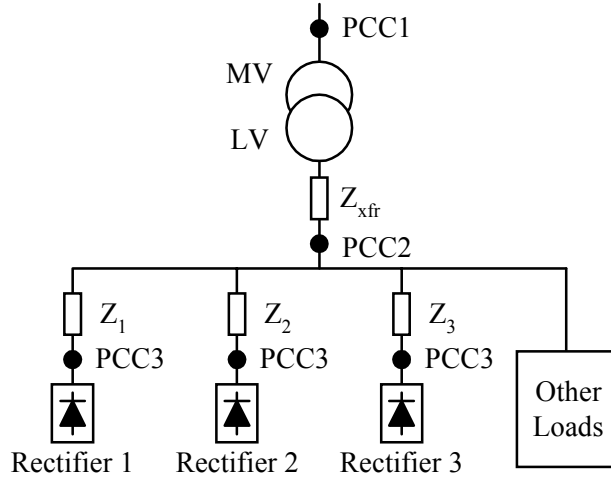 PCC1
MV
LV
Z_xfr
PCC2
Z_1
Z_2
Z_3
PCC3
PCC3
PCC3
Other
Loads
Rectifier 1
Rectifier 2
Rectifier 3